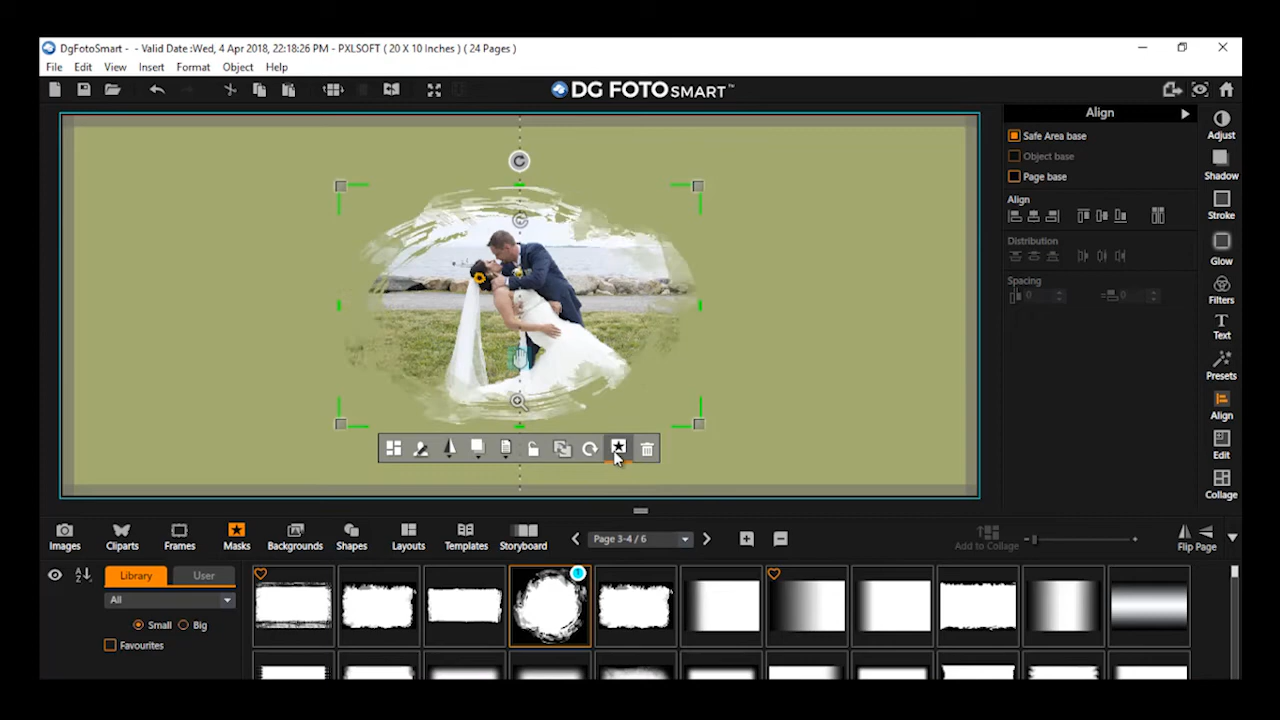 DgFotoSmart - - Valid Date :Wed, 4 Apr 2018, 22:18:26 PM - PXLSOFT ( 20 X 10 Inches ) ( 24 Pages )
File Edit View Insert Format Object Help
DG FOTO SMART™
Align
Safe Area base
Object base
Page base
Align
Distribution
Spacing
0 0
Adjust
Shadow
Stroke
Glow
Filters
Text
Presets
Align
Edit
Collage
Images Cliparts Frames Masks Backgrounds Shapes Layouts Templates Storyboard Page 3-4 / 6 Add to Collage Flip Page
Library User
All
Small Big
Favourites
1